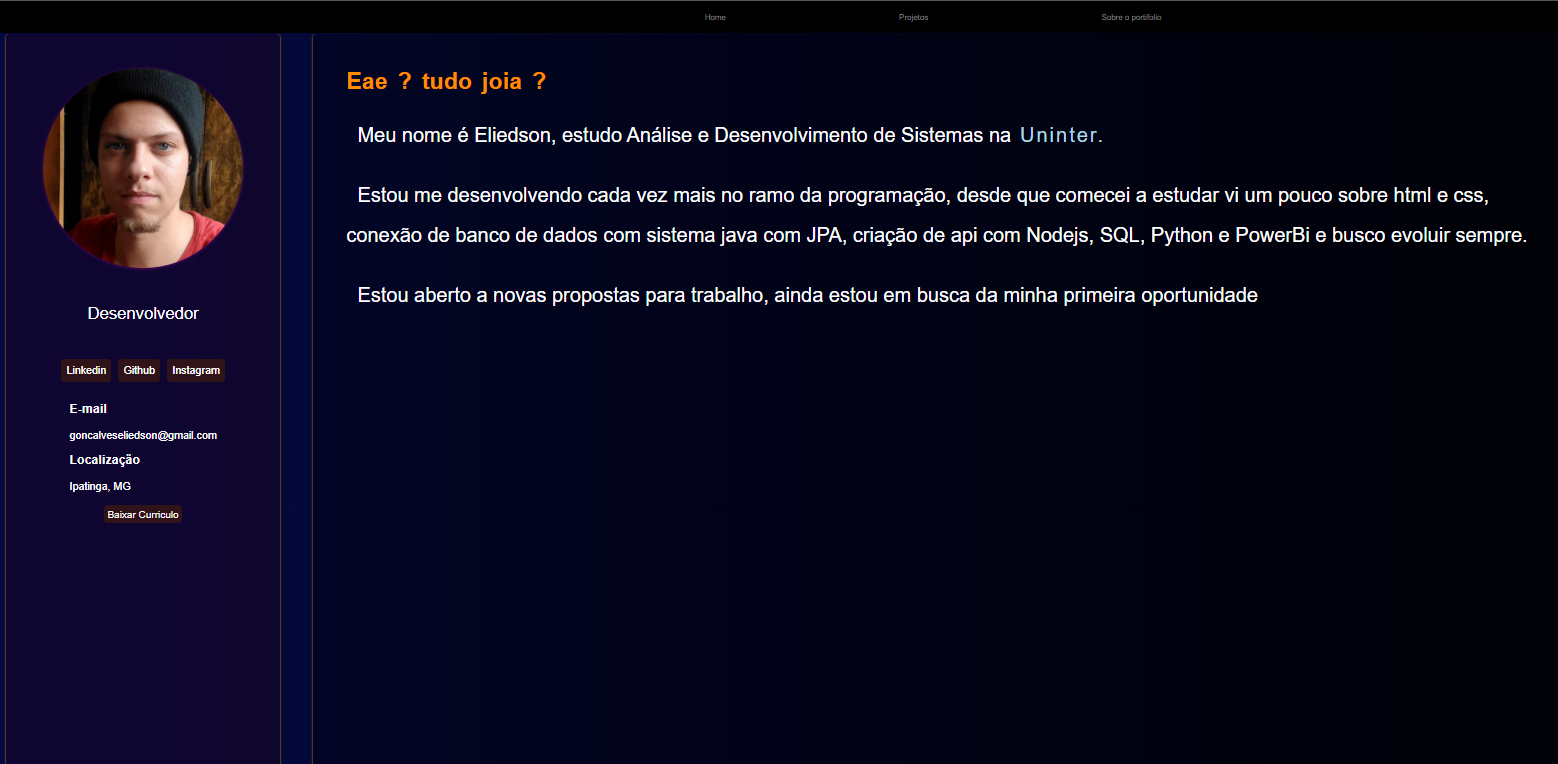 Home Projetos Sobre o portifolio
Desenvolvedor
Linkedin Github Instagram
E-mail
goncalveseliedson@gmail.com
Localização
Ipatinga, MG
Baixar Curriculo
Eae ? tudo joia ?
Meu nome é Eliedson, estudo Análise e Desenvolvimento de Sistemas na Uninter.
Estou me desenvolvendo cada vez mais no ramo da programação, desde que comecei a estudar vi um pouco sobre html e css,
conexão de banco de dados com sistema java com JPA, criação de api com Nodejs, SQL, Python e PowerBi e busco evoluir sempre.
Estou aberto a novas propostas para trabalho, ainda estou em busca da minha primeira oportunidade